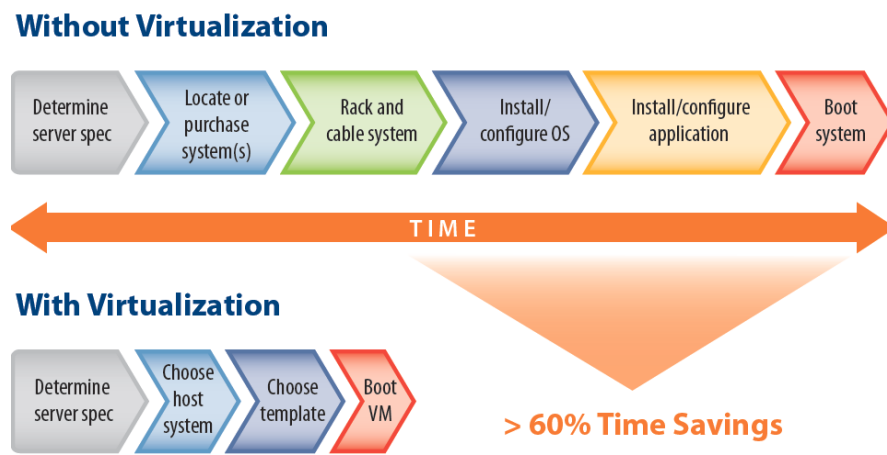 Without Virtualization
Determine
server spec
Locate or
purchase
system(s)
Rack and
cable system
Install/
configure OS
Install/configure
application
Boot
system
TIME
With Virtualization
Determine
server spec
Choose
host
system
Choose
template
Boot
VM
> 60% Time Savings